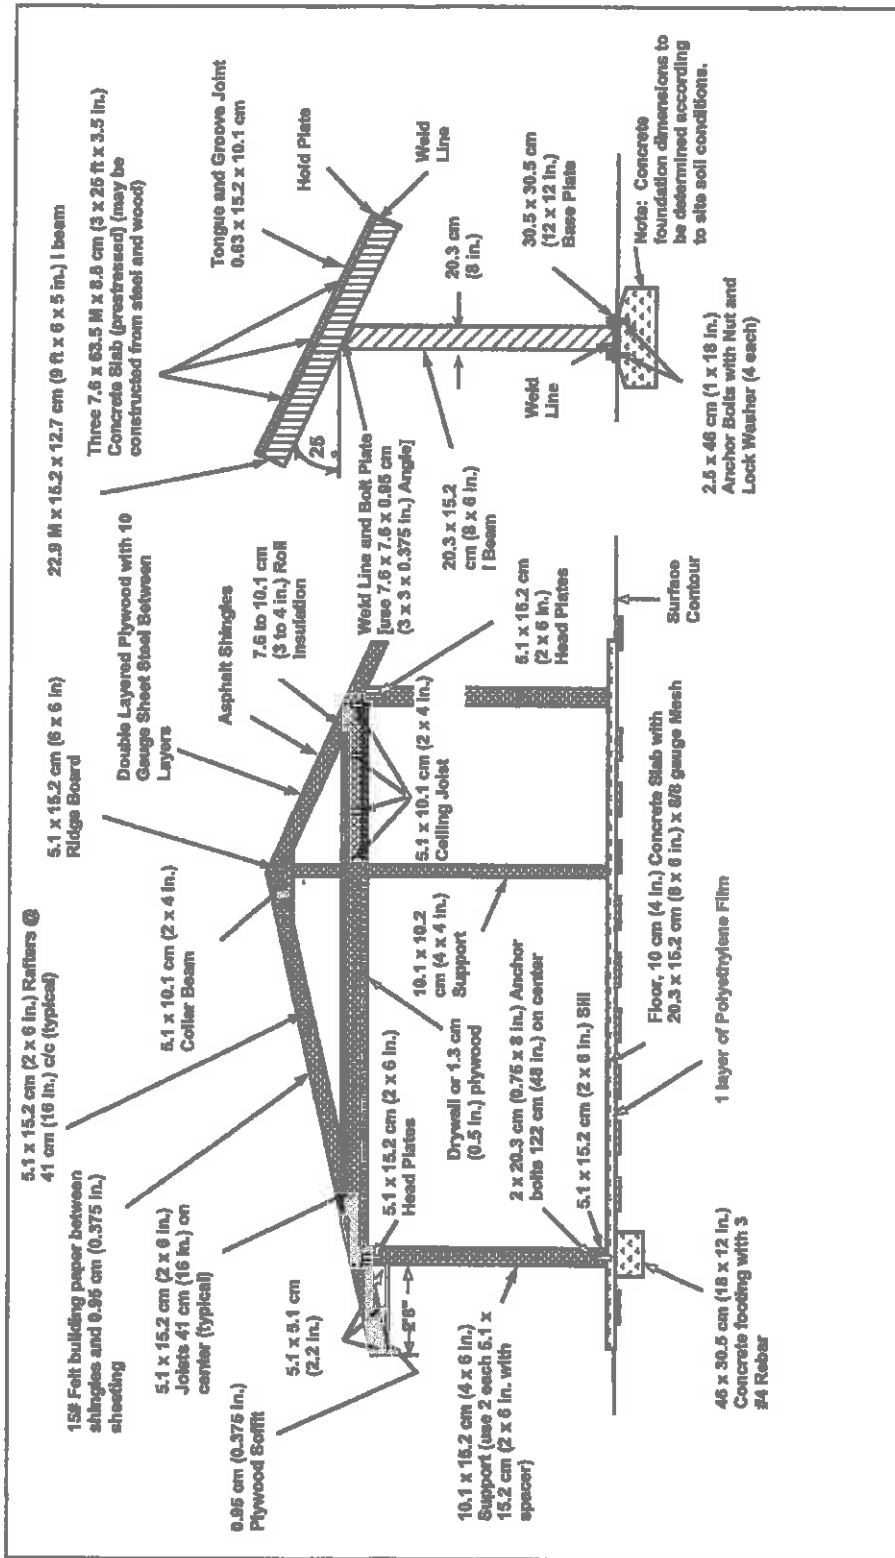 15# Felt building paper between
shingles and 0.95 cm (0.375 in.)
sheeting
5.1 x 15.2 cm (2 x 6 in.) Rafters @
41 cm (16 in.) c/c (typical)
5.1 x 15.2 cm (6 x 6 in)
Ridge Board
22.9 M x 15.2 x 12.7 cm (9 ft x 6 x 5 in.) I beam
Three 7.6 x 63.5 M x 8.8 cm (3 x 25 ft x 3.5 in.)
Concrete Slab (prestressed) (may be
constructed from steel and wood)
Double Layered Plywood with 10
Gauge Sheet Steel Between
Layers
5.1 x 15.2 cm (2 x 6 in.)
Joists 41 cm (16 in.) on
center (typical)
5.1 x 10.1 cm (2 x 4 in.)
Collar Beam
Asphalt Shingles
Tongue and Groove Joint
0.63 x 15.2 x 10.1 cm
0.95 cm (0.375 in.)
Plywood Soffit
5.1 x 5.1 cm
(2.2 in.)
7.6 to 10.1 cm
(3 to 4 in.) Roll
Insulation
25
Hold Plate
Weld
Line
Weld Line and Bolt Plate
[use 7.6 x 7.6 x 0.95 cm
(3 x 3 x 0.375 in.) Angle]
2'8"
5.1 x 15.2 cm (2 x 6 in.)
Head Plates
Drywall or 1.3 cm
(0.5 in.) plywood
5.1 x 10.1 cm (2 x 4 in.)
Ceiling Joist
20.3 x 15.2
cm (8 x 6 in.)
I Beam
20.3 cm
(8 in.)
10.1 x 15.2 cm (4 x 6 in.)
Support (use 2 each 5.1 x
15.2 cm (2 x 6 in. with
spacer)
10.1 x 10.2
cm (4 x 4 in.)
Support
5.1 x 15.2 cm
(2 x 6 in.)
Head Plates
2 x 20.3 cm (0.75 x 8 in.) Anchor
bolts 122 cm (48 in.) on center
5.1 x 15.2 cm (2 x 6 in.) Sill
Weld
Line
30.5 x 30.5 cm
(12 x 12 in.)
Base Plate
Floor, 10 cm (4 in.) Concrete Slab with
20.3 x 15.2 cm (8 x 6 in.) x 8/8 gauge Mesh
Surface
Contour
46 x 30.5 cm (18 x 12 in.)
Concrete footing with 3
#4 Rebar
1 layer of Polyethylene Film
2.5 x 46 cm (1 x 18 in.)
Anchor Bolts with Nut and
Lock Washer (4 each)
Note: Concrete
foundation dimensions to
be determined according
to site soil conditions.